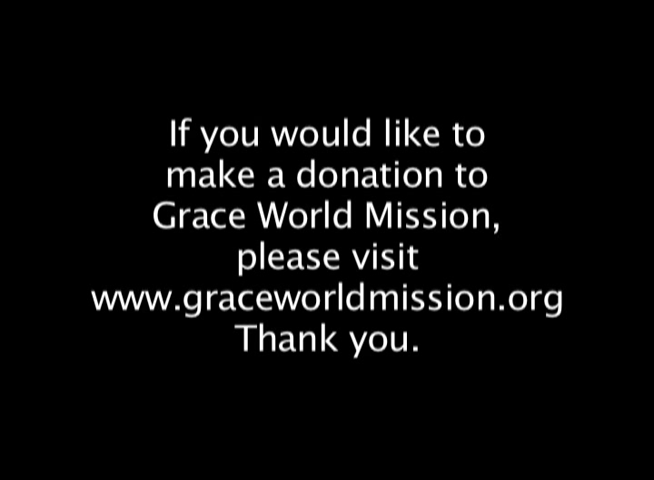 If you would like to
make a donation to
Grace World Mission,
please visit
www.graceworldmission.org
Thank you.